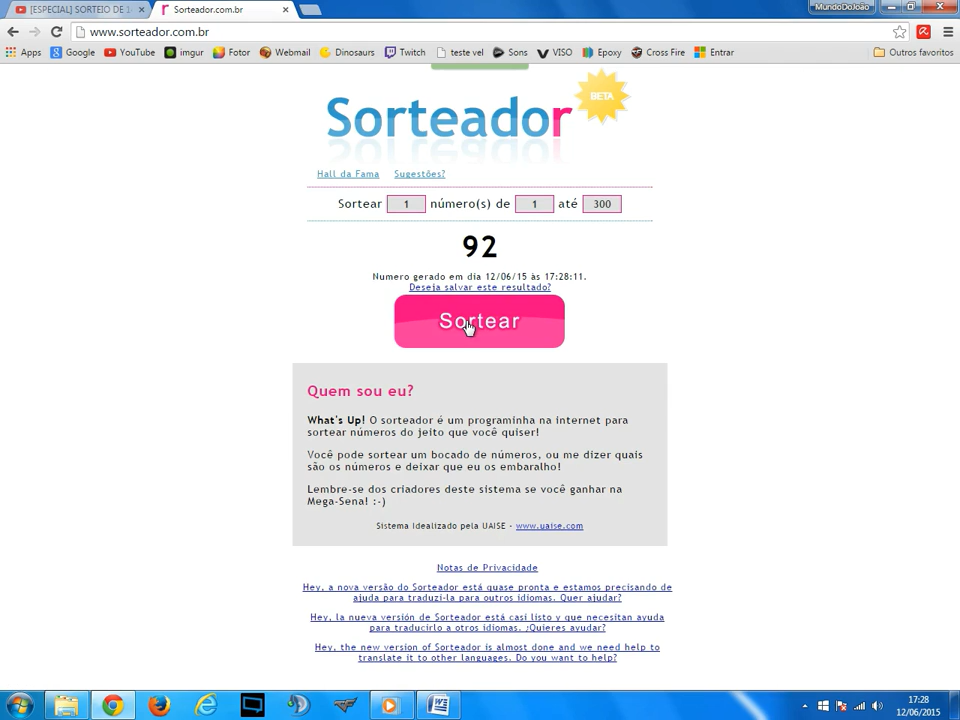 [ESPECIAL] SORTEIO DE 1
Sorteador.com.br
MundoDoJoão
www.sorteador.com.br
Apps Google YouTube imgur Fotor Webmail Dinosaurs Twitch teste vel Sons VISO Epoxy Cross Fire Entrar Outros favoritos
Sorteador BETA
Hall da Fama Sugestões?
Sortear 1 número(s) de 1 até 300
92
Numero gerado em dia 12/06/15 às 17:28:11.
Deseja salvar este resultado?
Sortear
Quem sou eu?
What's Up! O sorteador é um programinha na internet para
sortear números do jeito que você quiser!
Você pode sortear um bocado de números, ou me dizer quais
são os números e deixar que eu os embaralho!
Lembre-se dos criadores deste sistema se você ganhar na
Mega-Sena! :-)
Sistema Idealizado pela UAISE - www.uaise.com
Notas de Privacidade
Hey, a nova versão do Sorteador está quase pronta e estamos precisando de
ajuda para traduzí-la para outros idiomas. Quer ajudar?
Hey, la nueva versión de Sorteador está casi listo y que necesitan ayuda
para traducirlo a otros idiomas. ¿Quieres ayudar?
Hey, the new version of Sorteador is almost done and we need help to
translate it to other languages. Do you want to help?
17:28
12/06/2015